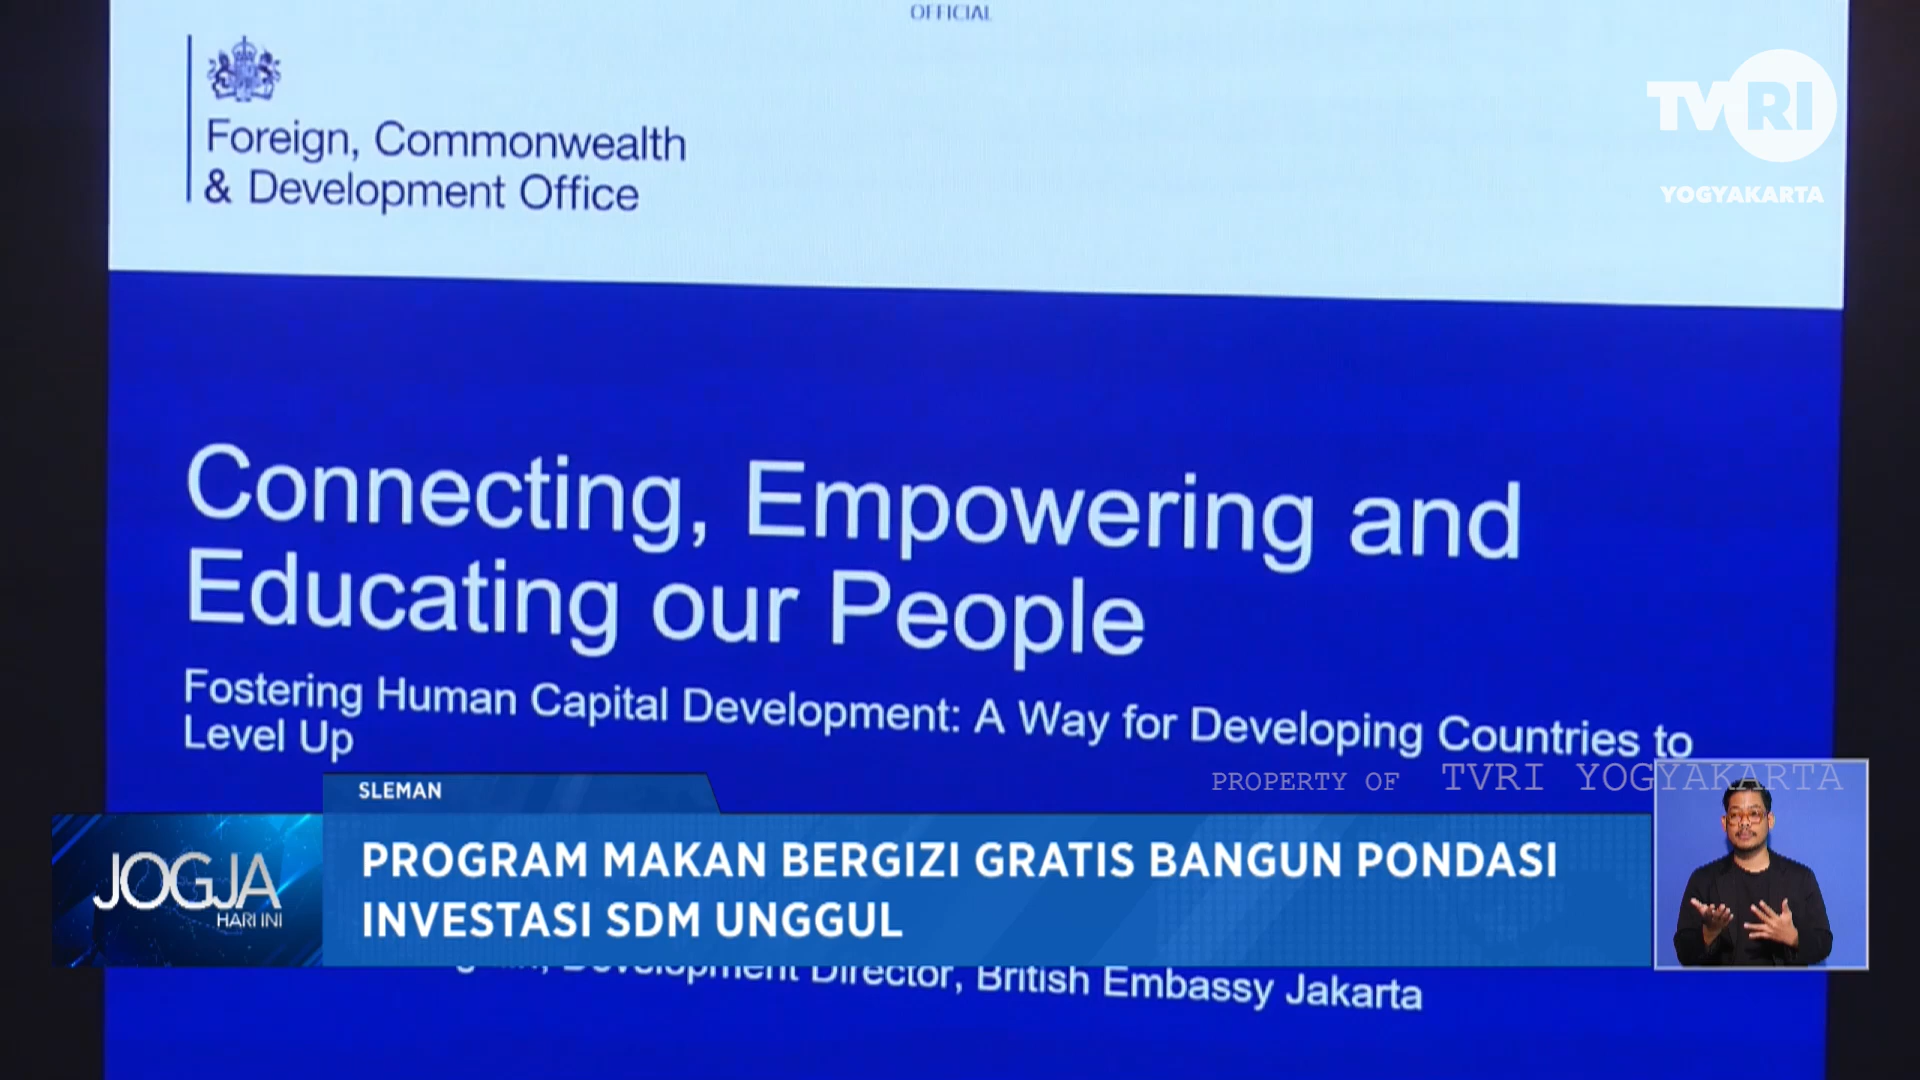 OFFICIAL
Foreign, Commonwealth
& Development Office
TVRI
YOGYAKARTA
Connecting, Empowering and
Educating our People
Fostering Human Capital Development: A Way for Developing Countries to
Level Up
PROPERTY OF TVRI YOGYAKARTA
SLEMAN
JOGJA
HARI INI
PROGRAM MAKAN BERGIZI GRATIS BANGUN PONDASI
INVESTASI SDM UNGGUL
Development Director, British Embassy Jakarta